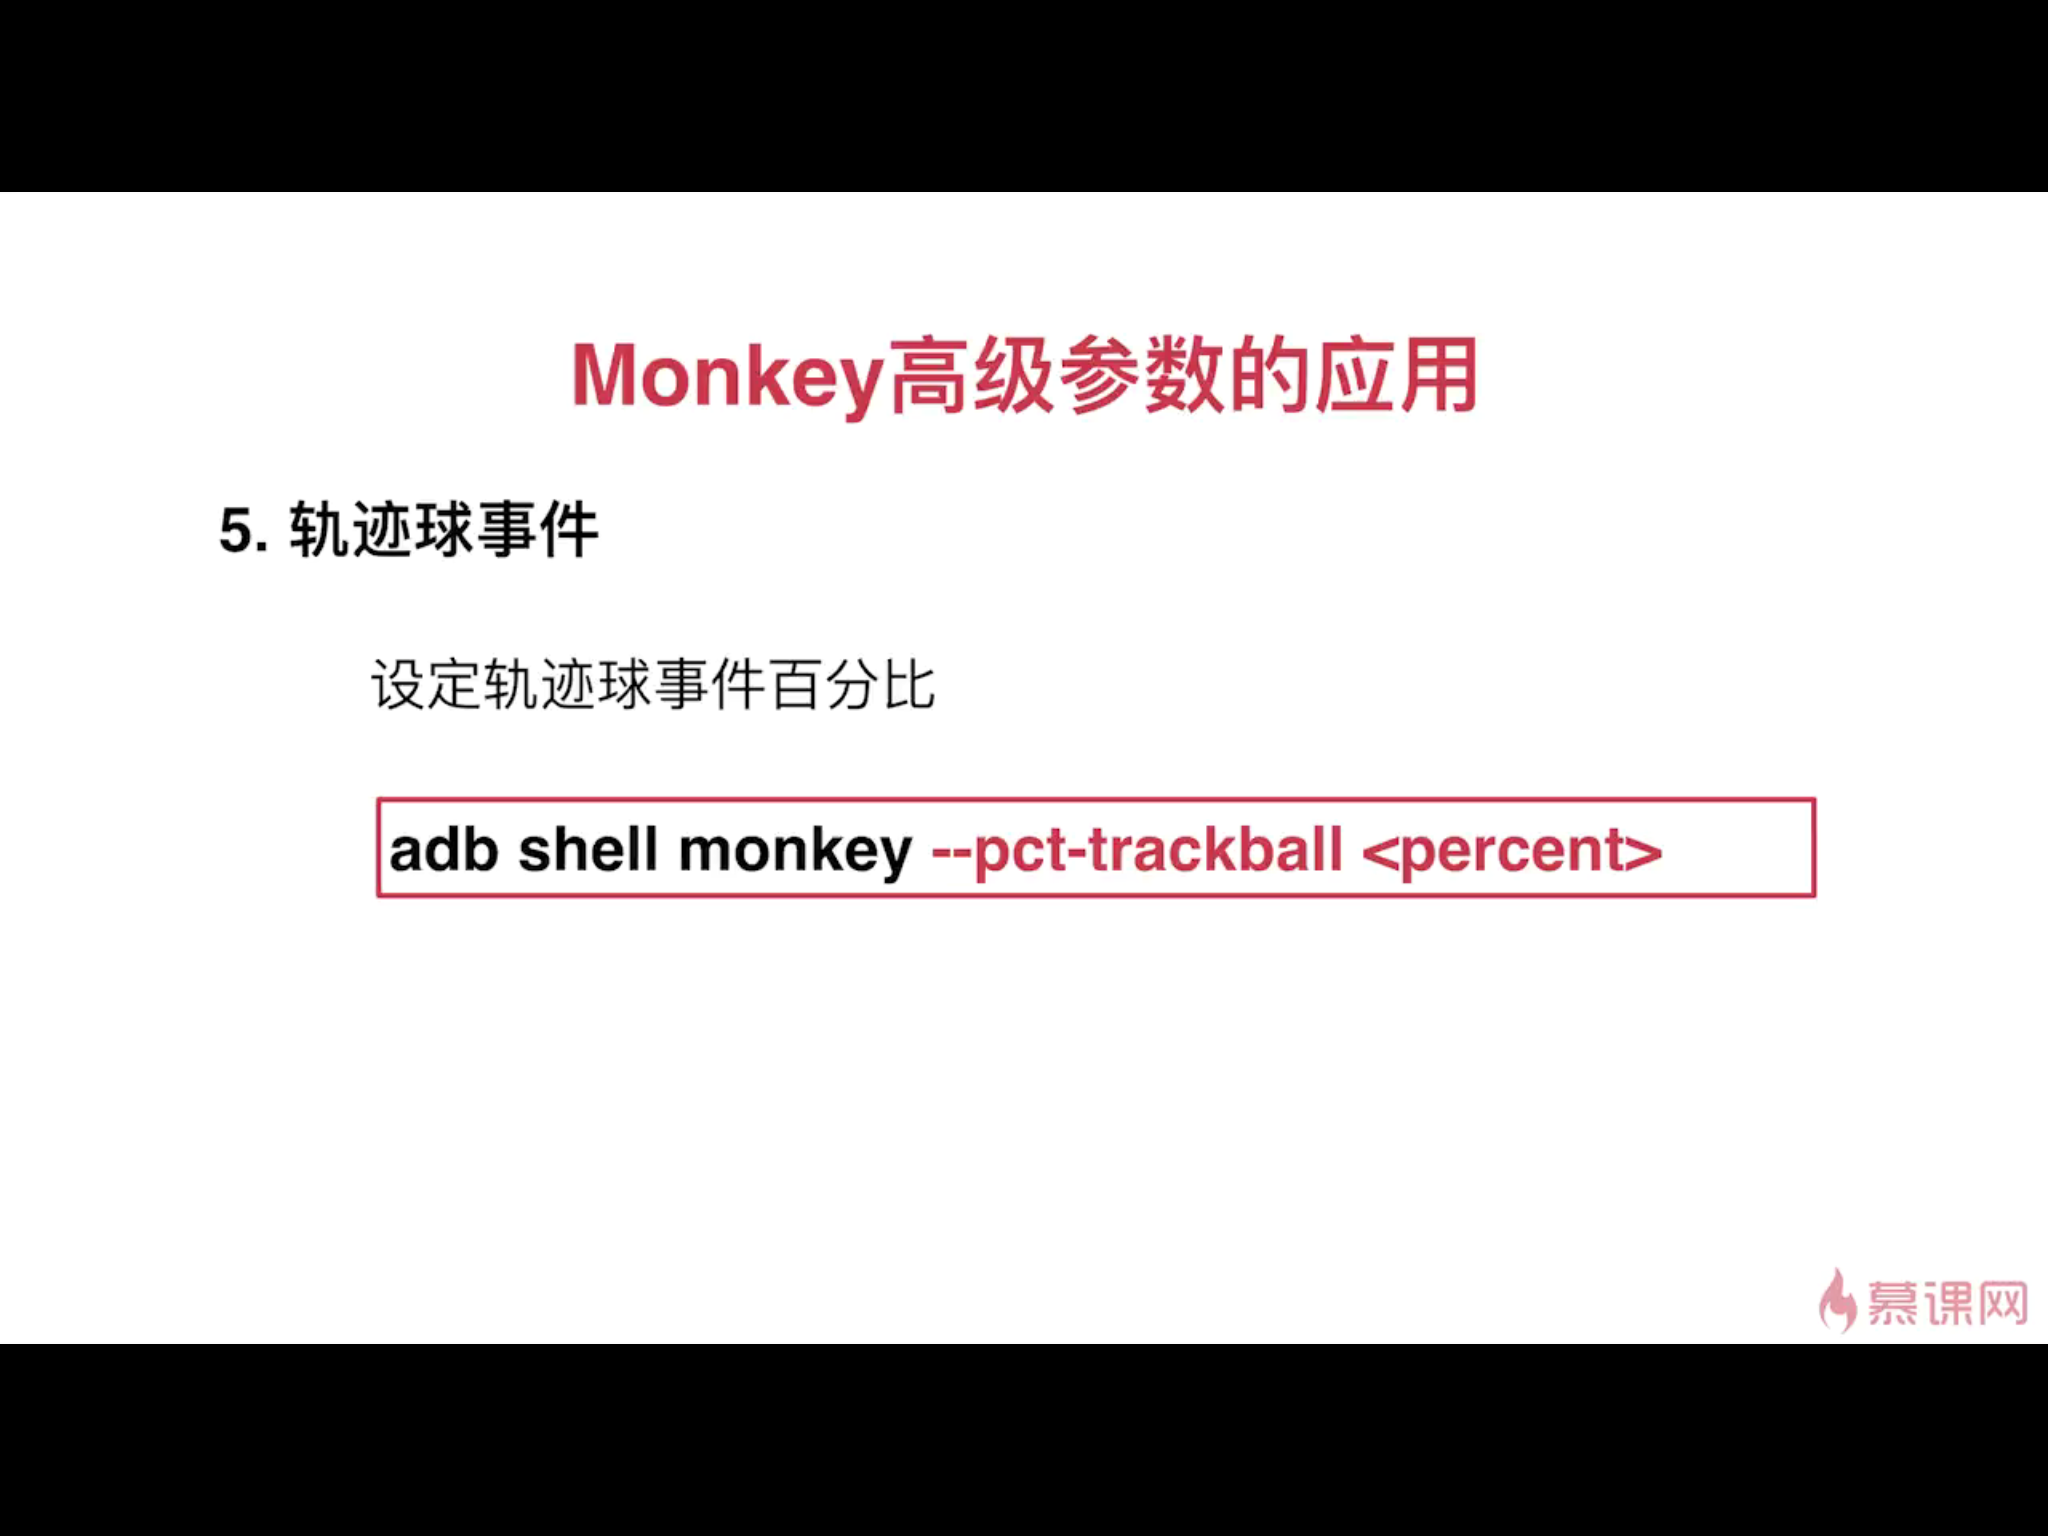 Monkey高级参数的应用
5. 轨迹球事件
设定轨迹球事件百分比
adb shell monkey --pct-trackball <percent>
慕课网